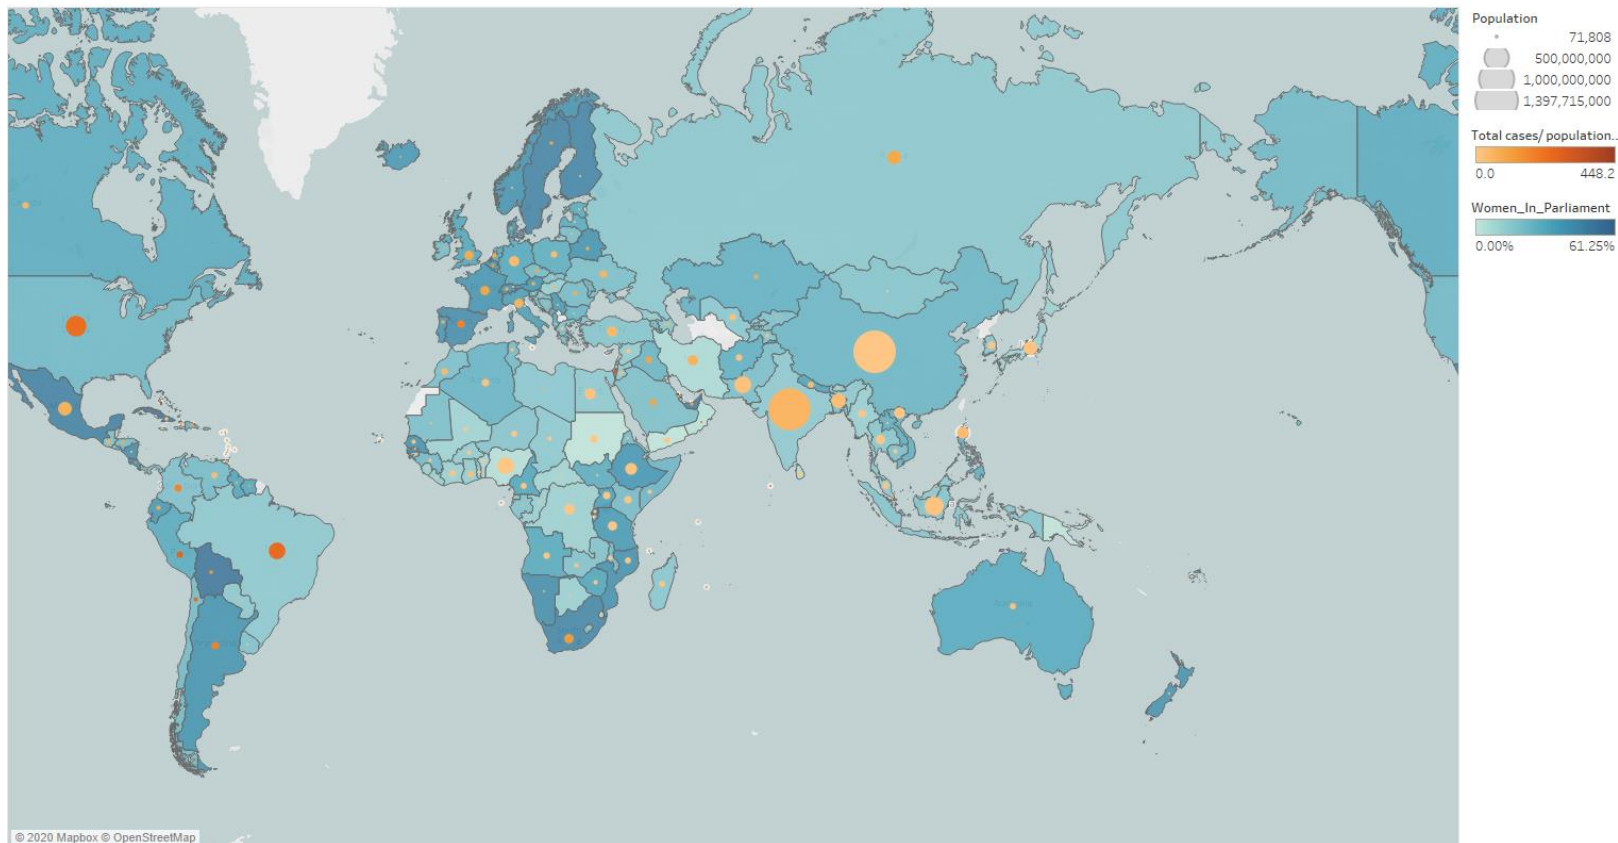 Population
71,808
500,000,000
1,000,000,000
1,397,715,000
Total cases/ population..
0.0 448.2
Women_In_Parliament
0.00% 61.25%
Australia
© 2020 Mapbox © OpenStreetMap